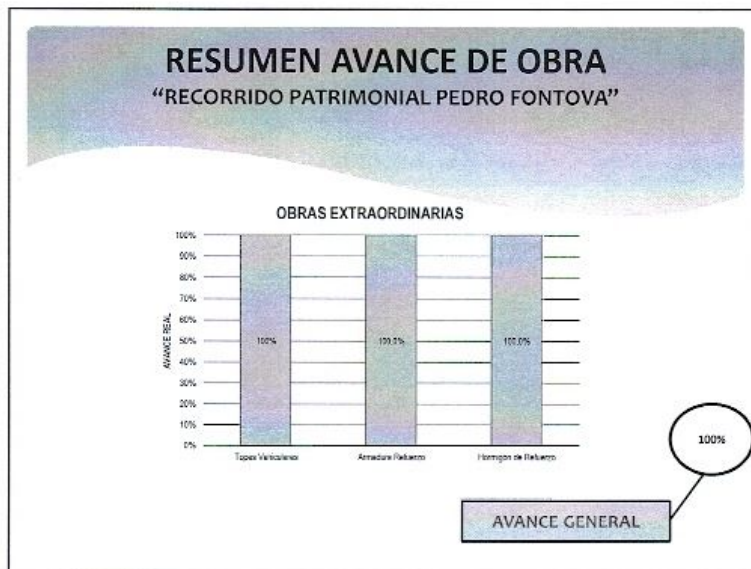 RESUMEN AVANCE DE OBRA
“RECORRIDO PATRIMONIAL PEDRO FONTOVA”
OBRAS EXTRAORDINARIAS
AVANCE REAL
100%
90%
80%
70%
60%
50%
40%
30%
20%
10%
0%
100%
100,0%
100,0%
Topes Vehiculares
Armadura Refuerzo
Hormigon de Refuerzo
100%
AVANCE GENERAL